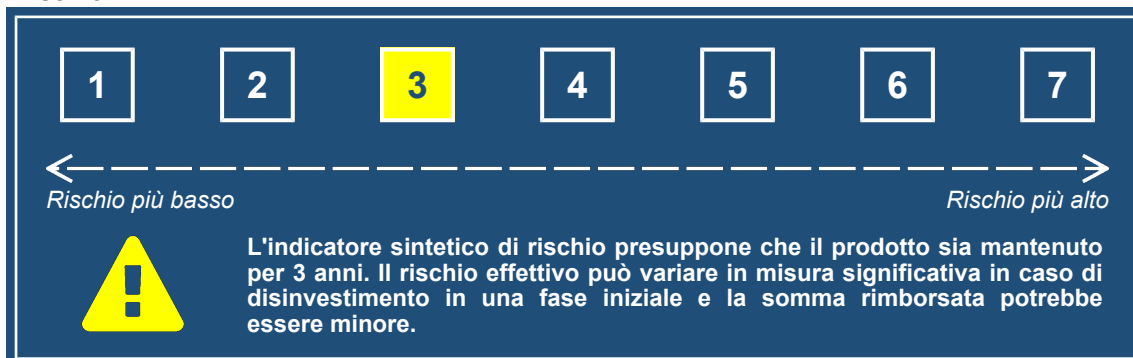 1 2 3 4 5 6 7
Rischio più basso Rischio più alto
L'indicatore sintetico di rischio presuppone che il prodotto sia mantenuto
per 3 anni. Il rischio effettivo può variare in misura significativa in caso di
disinvestimento in una fase iniziale e la somma rimborsata potrebbe
essere minore.